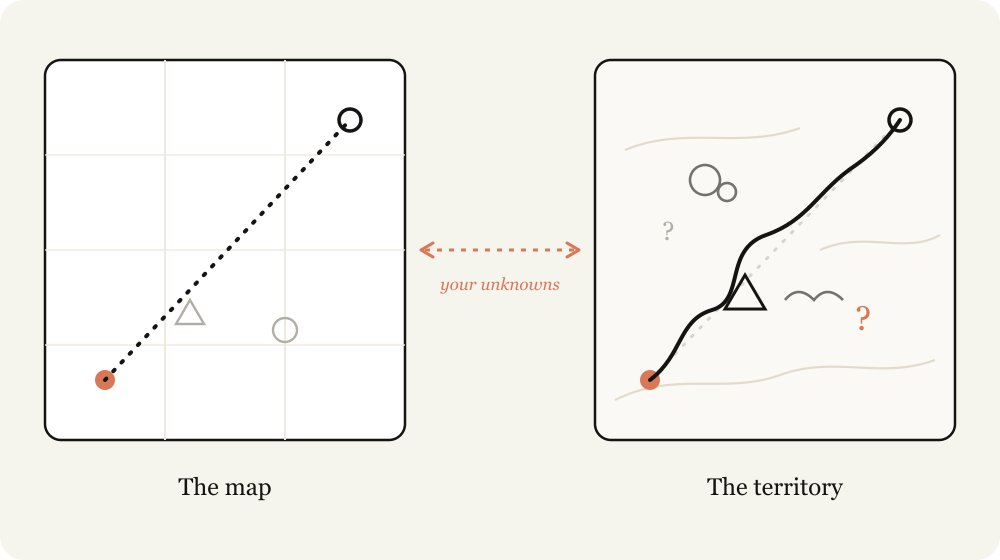 ?
your unknowns
?
The map
The territory